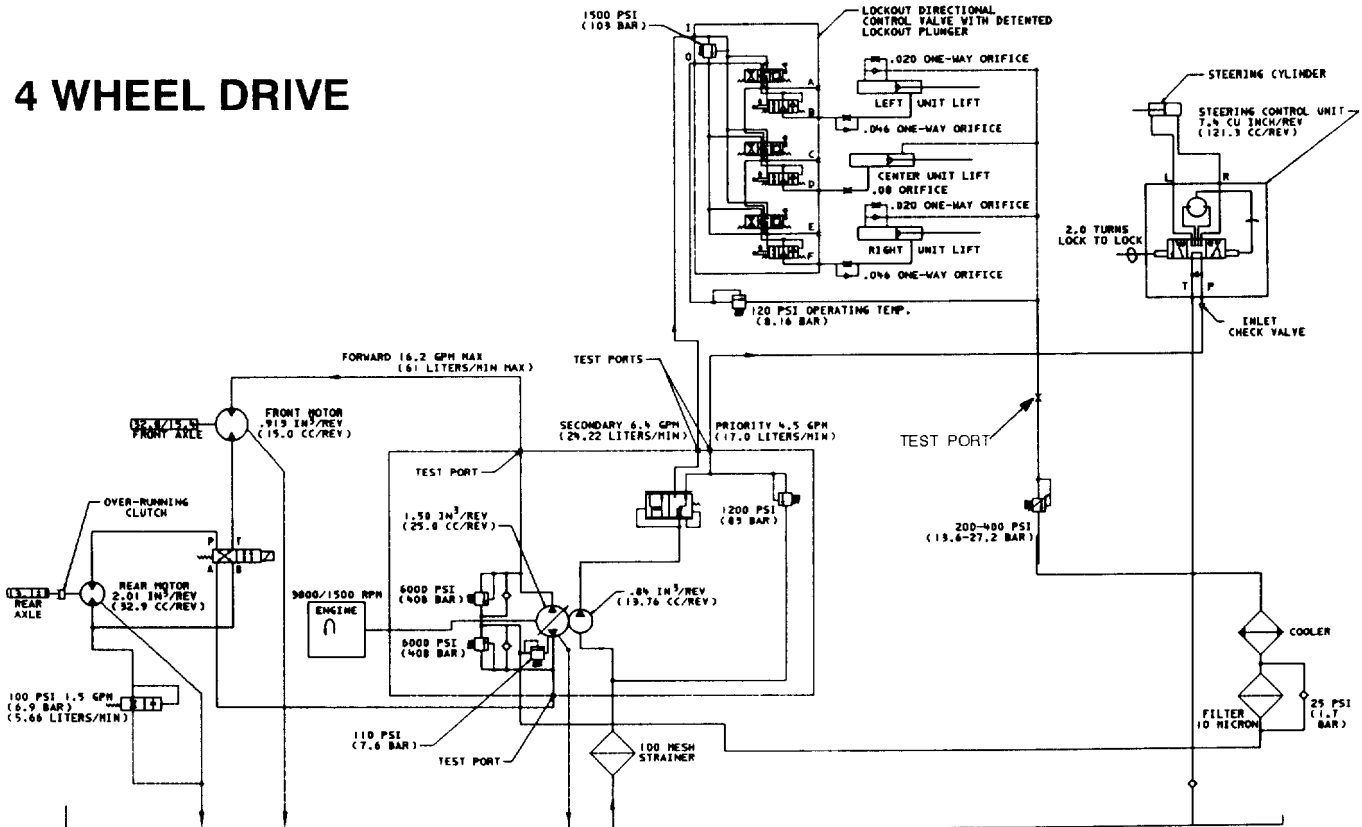 4 WHEEL DRIVE
1500 PSI
(103 BAR)
I
O
LOCKOUT DIRECTIONAL
CONTROL VALVE WITH DETENTED
LOCKOUT PLUNGER
A
B
C
D
E
F
.020 ONE-WAY ORIFICE
LEFT UNIT LIFT
.046 ONE-WAY ORIFICE
CENTER UNIT LIFT
.08 ORIFICE
.020 ONE-WAY ORIFICE
RIGHT UNIT LIFT
.046 ONE-WAY ORIFICE
120 PSI OPERATING TEMP.
(8.16 BAR)
STEERING CYLINDER
STEERING CONTROL UNIT
7.4 CU INCH/REV
(121.3 CC/REV)
L
R
2.0 TURNS
LOCK TO LOCK
T
P
INLET
CHECK VALVE
FORWARD 16.2 GPM MAX
(61 LITERS/MIN MAX)
TEST PORTS
FRONT MOTOR
.913 IN³/REV
(15.0 CC/REV)
FRONT AXLE
SECONDARY 6.4 GPM
(24.22 LITERS/MIN)
PRIORITY 4.5 GPM
(17.0 LITERS/MIN)
TEST PORT
TEST PORT
OVER-RUNNING
CLUTCH
1.50 IN³/REV
(25.0 CC/REV)
1200 PSI
(83 BAR)
200-400 PSI
(13.6-27.2 BAR)
P
T
A
B
REAR MOTOR
2.01 IN³/REV
(32.9 CC/REV)
REAR
AXLE
ENGINE
6000 PSI
(408 BAR)
.84 IN³/REV
(13.76 CC/REV)
6000 PSI
(408 BAR)
COOLER
100 PSI 1.5 GPM
(6.9 BAR)
(5.66 LITERS/MIN)
110 PSI
(7.6 BAR)
TEST PORT
100 MESH
STRAINER
FILTER
10 MICRON
25 PSI
(1.7
BAR)